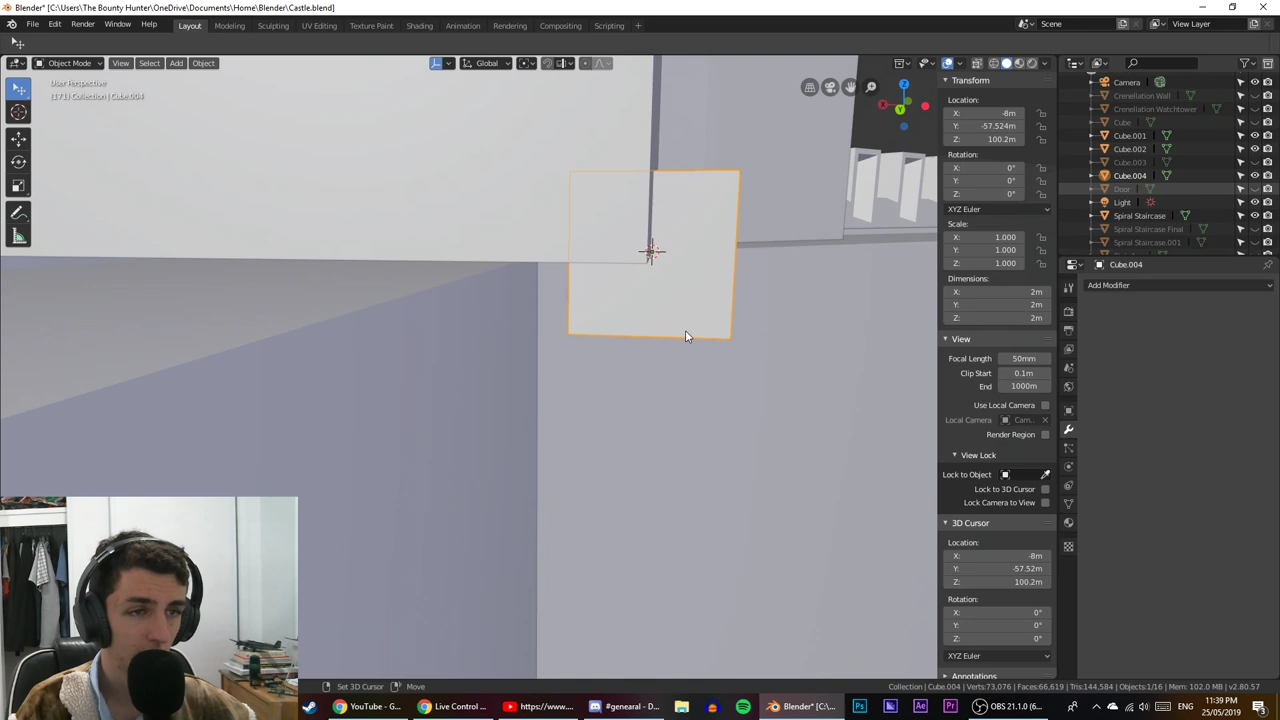 Blender* [C:\Users\The Bounty Hunter\OneDrive\Documents\Home\Blender\Castle.blend]
File Edit Render Window Help Layout Modeling Sculpting UV Editing Texture Paint Shading Animation Rendering Compositing Scripting + Scene View Layer
Object Mode View Select Add Object Global
User Perspective
(171) Collection | Cube.004
Transform
Location:
X: -8m
Y: -57.524m
Z: 100.2m
Rotation:
X: 0°
Y: 0°
Z: 0°
XYZ Euler
Scale:
X: 1.000
Y: 1.000
Z: 1.000
Dimensions:
X: 2m
Y: 2m
Z: 2m
View
Focal Length 50mm
Clip Start 0.1m
End 1000m
Use Local Camera
Local Camera Cam..
Render Region
View Lock
Lock to Object
Lock to 3D Cursor
Lock Camera to View
3D Cursor
Location:
X: -8m
Y: -57.52m
Z: 100.2m
Rotation:
X: 0°
Y: 0°
Z: 0°
XYZ Euler
Annotations
Camera
Crenellation Wall
Crenellation Watchtower
Cube
Cube.001
Cube.002
Cube.003
Cube.004
Door
Light
Spiral Staircase
Spiral Staircase Final
Spiral Staircase.001
Cube.004
Add Modifier
Set 3D Cursor Move Collection | Cube.004 | Verts:73,076 | Faces:66,619 | Tris:144,584 | Objects:1/16 | Mem: 102.0 MB | v2.80.57
YouTube - G... Live Control ... https://www.... #genearal - D... Blender* [C:\... Ps Ae Pr OBS 21.1.0 (6... ENG 11:39 PM
25/05/2019